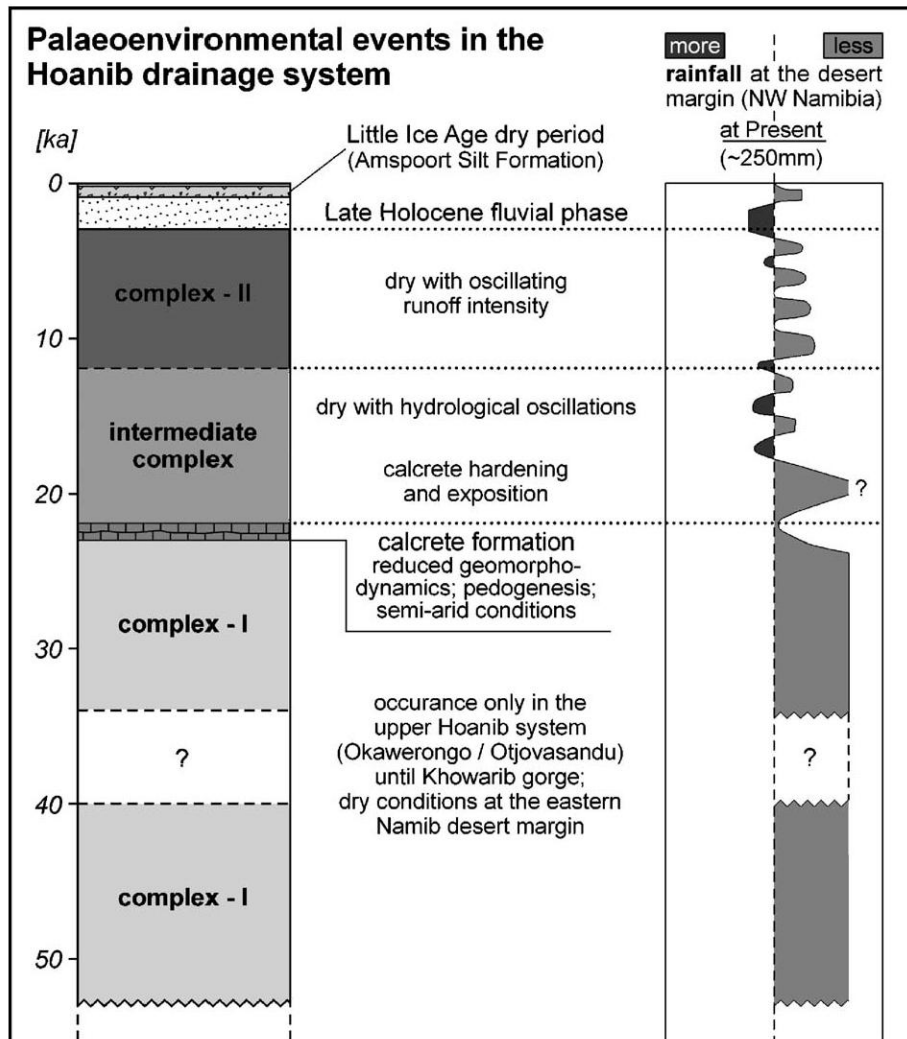 Palaeoenvironmental events in the
Hoanib drainage system
more less
rainfall at the desert
margin (NW Namibia)
at Present
(~250mm)
[ka]
Little Ice Age dry period
(Amspoort Silt Formation)
0
Late Holocene fluvial phase
complex - II
dry with oscillating
runoff intensity
10
dry with hydrological oscillations
intermediate
complex
calcrete hardening
and exposition
20
?
calcrete formation
reduced geomorpho-
dynamics; pedogenesis;
semi-arid conditions
complex - I
30
occurance only in the
upper Hoanib system
(Okawerongo / Otjovasandu)
until Khowarib gorge;
dry conditions at the eastern
Namib desert margin
?
?
40
complex - I
50